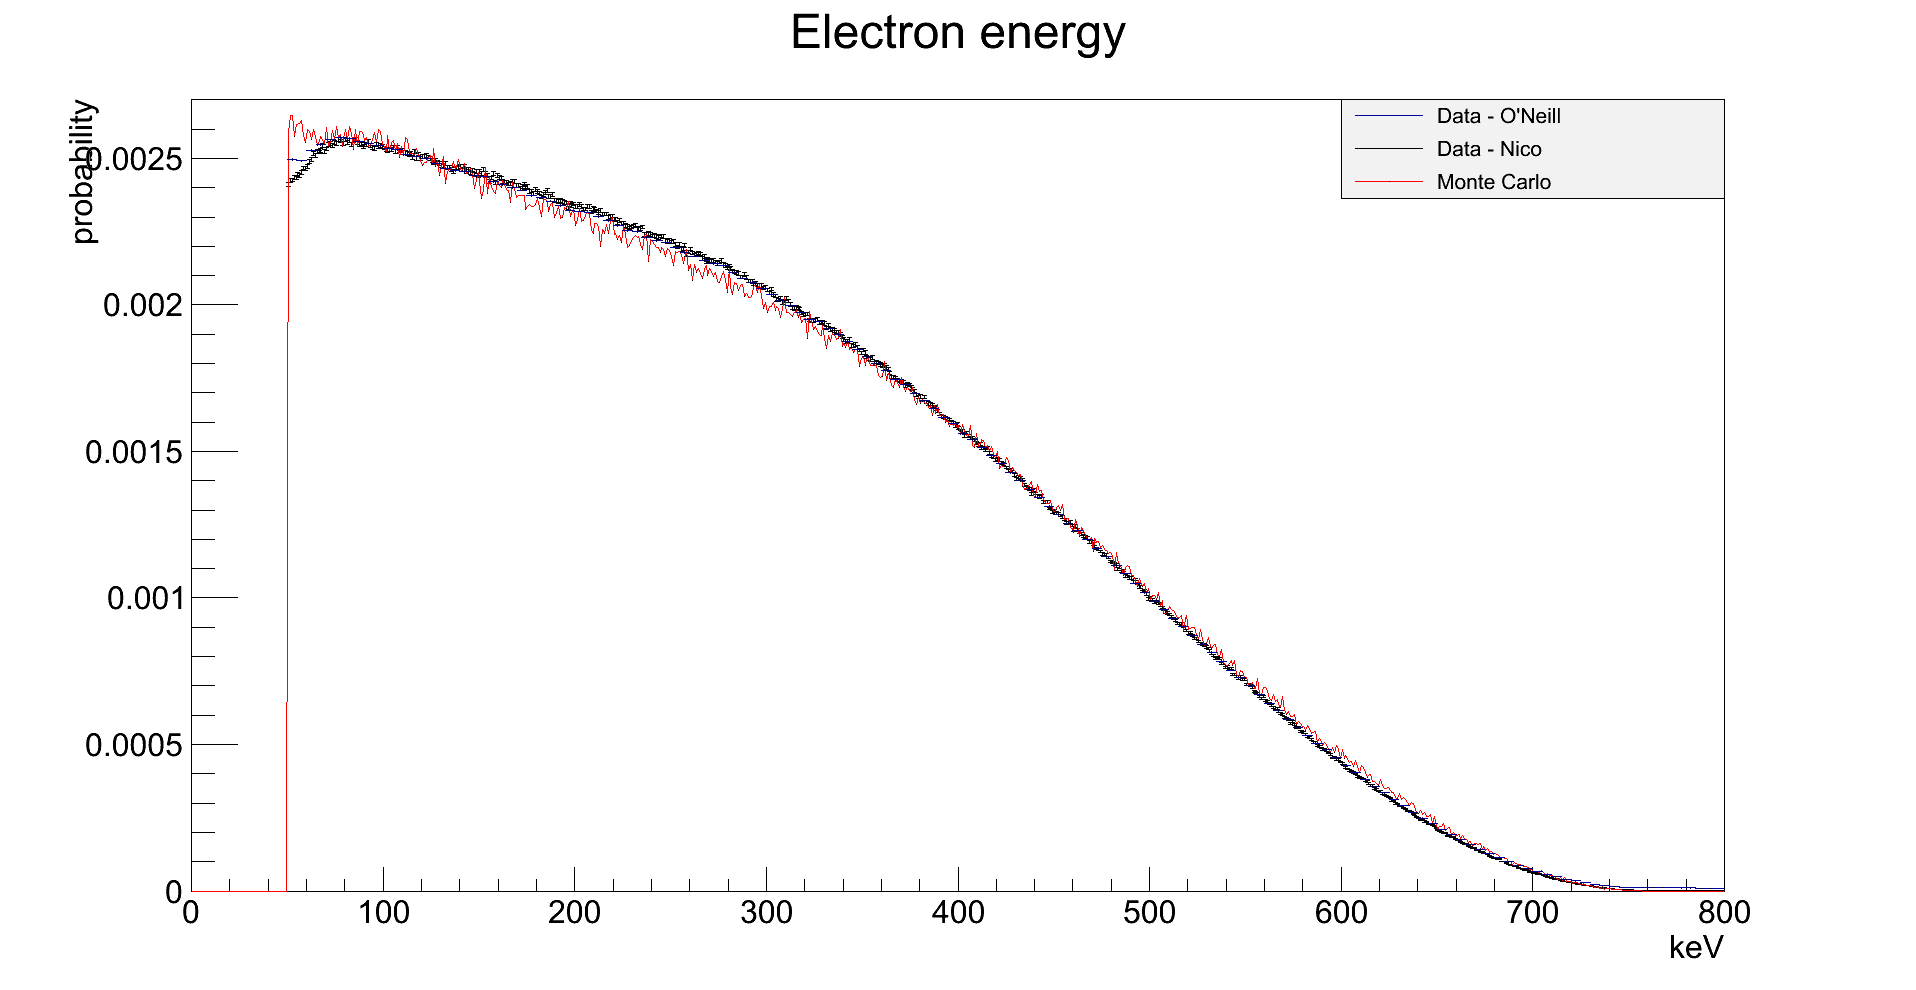 Electron energy
probability
Data - O'Neill
Data - Nico
Monte Carlo
0.0025
0.002
0.0015
0.001
0.0005
0
0 100 200 300 400 500 600 700 800
keV